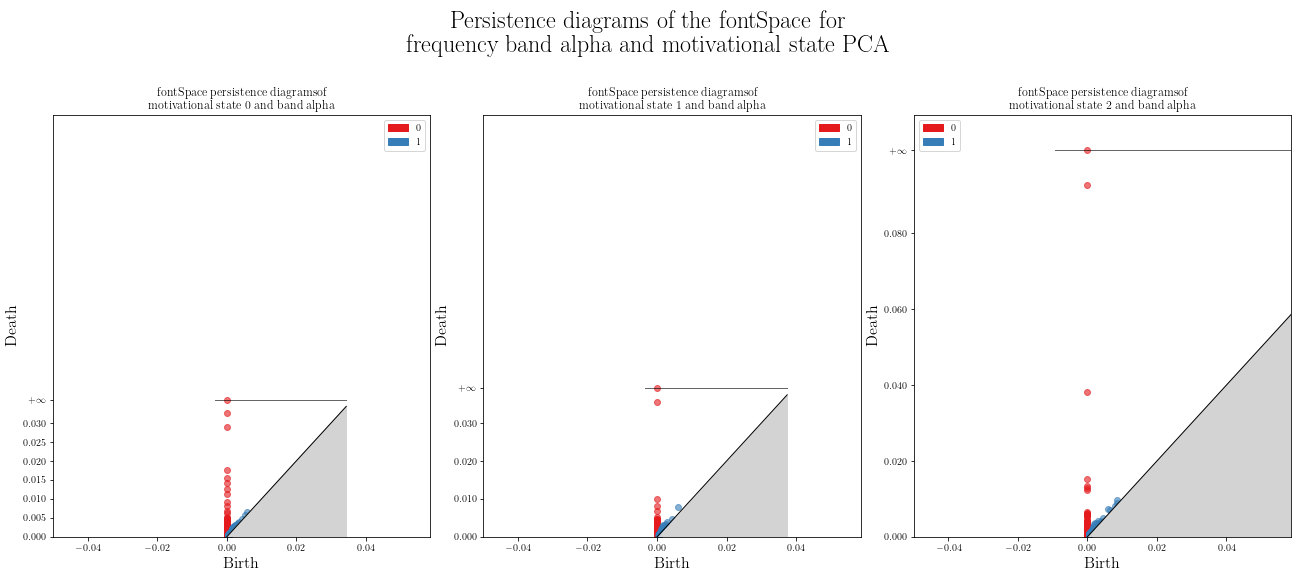 Persistence diagrams of the fontSpace for
frequency band alpha and motivational state PCA
fontSpace persistence diagramsof
motivational state 0 and band alpha
0
1
+∞
0.030
0.025
0.020
0.015
0.010
0.005
0.000
−0.04
−0.02
0.00
0.02
0.04
Death
Birth
fontSpace persistence diagramsof
motivational state 1 and band alpha
0
1
+∞
0.030
0.020
0.010
0.000
−0.04
−0.02
0.00
0.02
0.04
Death
Birth
fontSpace persistence diagramsof
motivational state 2 and band alpha
0
1
+∞
0.080
0.060
0.040
0.020
0.000
−0.04
−0.02
0.00
0.02
0.04
Death
Birth